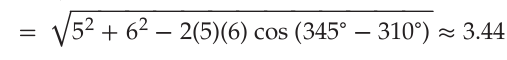 = √5² + 6² − 2(5)(6) cos (345° − 310°) ≈ 3.44